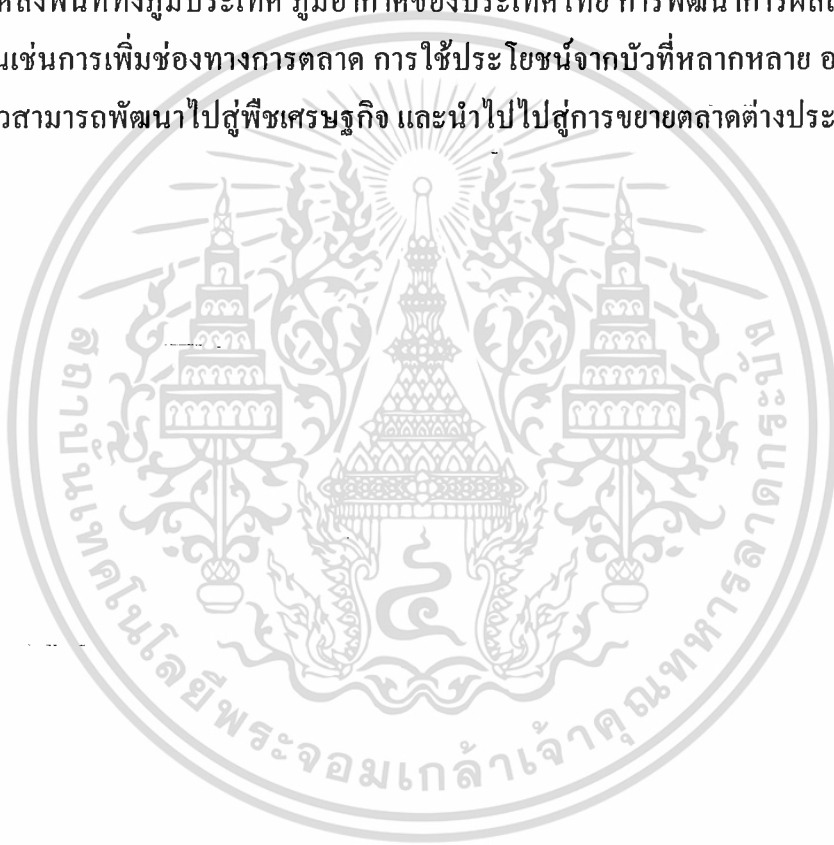 แหล่งพื้นที่ทั้งภูมิประเทศ ภูมิอากาศของประเทศไทย การพัฒนาการผลิ
นเช่นการเพิ่มช่องทางการตลาด การใช้ประโยชน์จากบัวที่หลากหลาย อ
วสามารถพัฒนาไปสู่พืชเศรษฐกิจ และนำไปไปสู่การขยายตลาดต่างประ
สถาบันเทคโนโลยีพระจอมเกล้าเจ้าคุณทหารลาดกระบัง